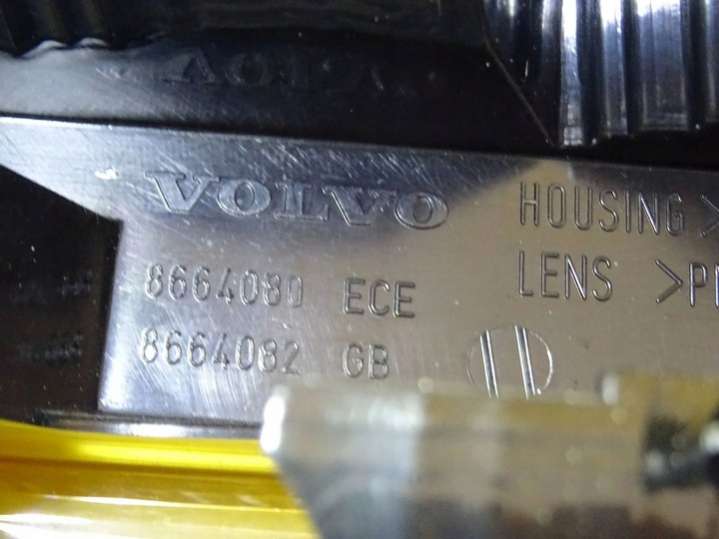 VOLVO
HOUSING >
8664080 ECE
LENS >P
8664082 GB